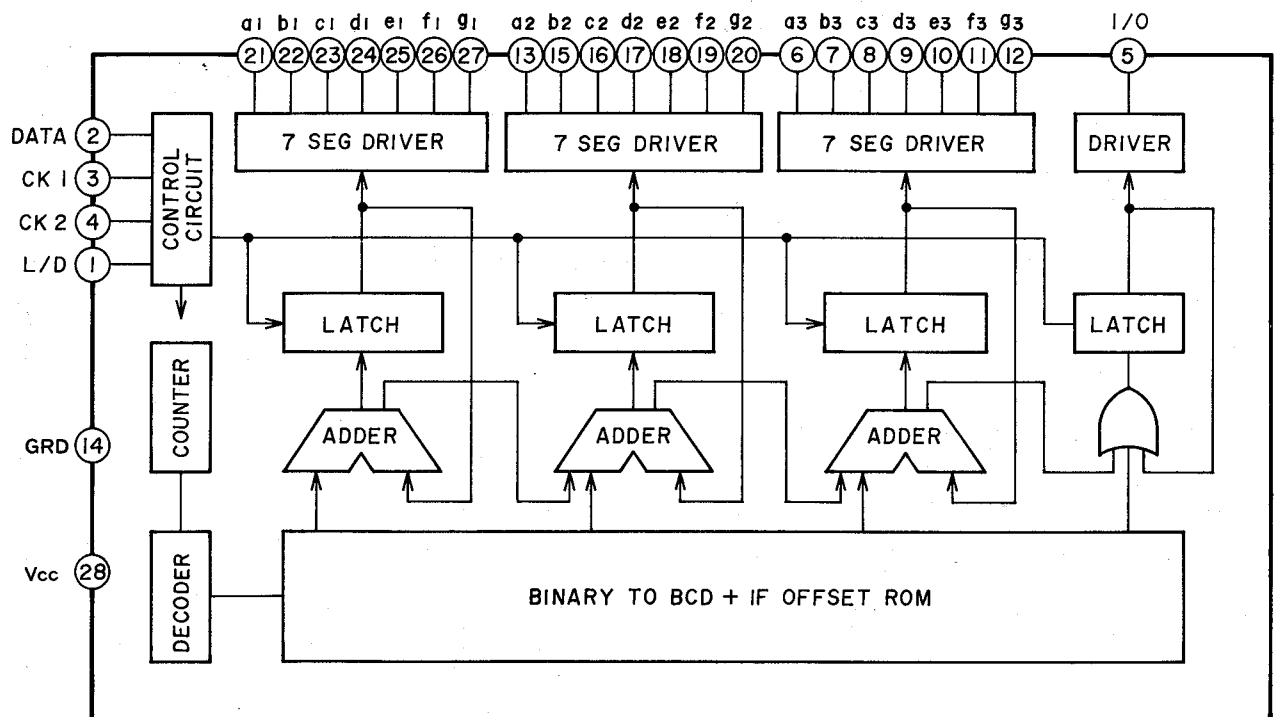 a1 b1 c1 d1 e1 f1 g1 a2 b2 c2 d2 e2 f2 g2 a3 b3 c3 d3 e3 f3 g3 I/O
21 22 23 24 25 26 27 13 15 16 17 18 19 20 6 7 8 9 10 11 12 5
DATA 2
CK 1 3
CK 2 4
L/D 1
CONTROL
CIRCUIT
7 SEG DRIVER 7 SEG DRIVER 7 SEG DRIVER DRIVER
LATCH LATCH LATCH LATCH
COUNTER
ADDER ADDER ADDER
GRD 14
Vcc 28
DECODER
BINARY TO BCD + IF OFFSET ROM